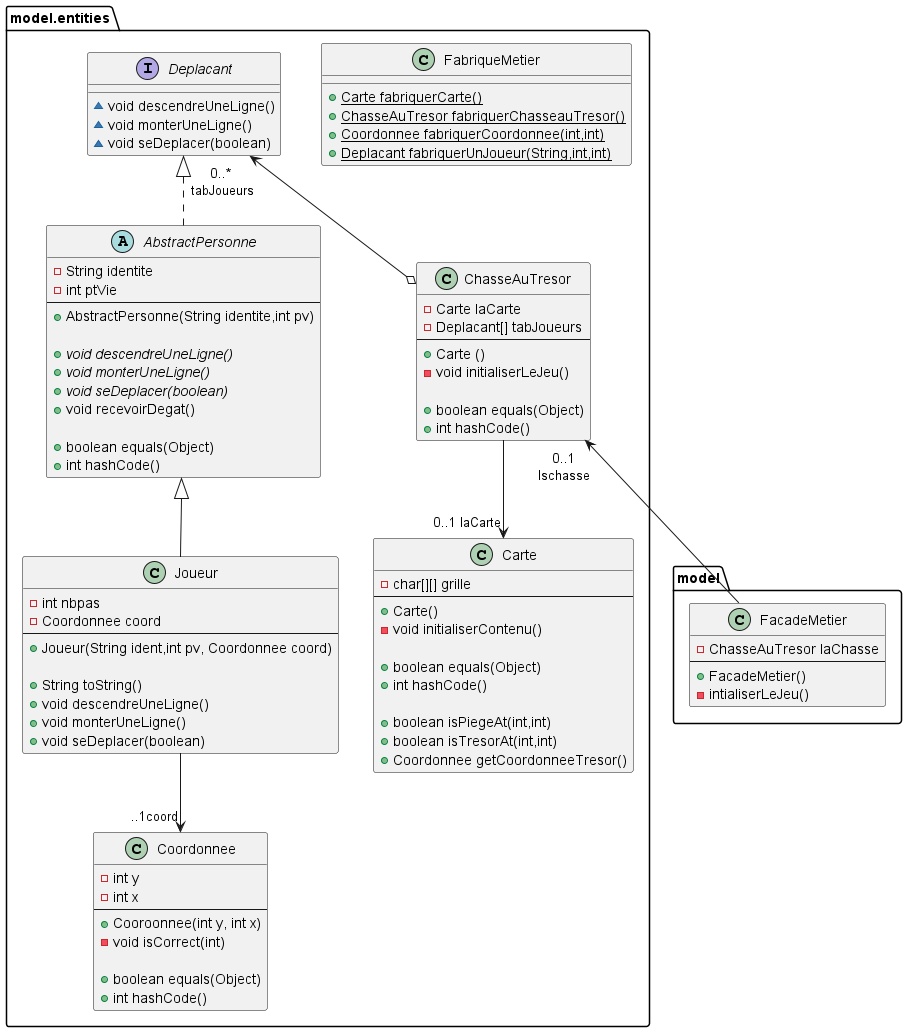 model.entities
I Deplacant
void descendreUneLigne()
void monterUneLigne()
void seDeplacer(boolean)
C FabriqueMetier
Carte fabriquerCarte()
ChasseAuTresor fabriquerChasseauTresor()
Coordonnee fabriquerCoordonnee(int,int)
Deplacant fabriquerUnJoueur(String,int,int)
0..*
tabJoueurs
A AbstractPersonne
String identite
int ptVie
AbstractPersonne(String identite,int pv)
void descendreUneLigne()
void monterUneLigne()
void seDeplacer(boolean)
void recevoirDegat()
boolean equals(Object)
int hashCode()
C ChasseAuTresor
Carte laCarte
Deplacant[] tabJoueurs
Carte ()
void initialiserLeJeu()
boolean equals(Object)
int hashCode()
0..1
lschasse
0..1 laCarte
C Joueur
int nbpas
Coordonnee coord
Joueur(String ident,int pv, Coordonnee coord)
String toString()
void descendreUneLigne()
void monterUneLigne()
void seDeplacer(boolean)
C Carte
char[][] grille
Carte()
void initialiserContenu()
boolean equals(Object)
int hashCode()
boolean isPiegeAt(int,int)
boolean isTresorAt(int,int)
Coordonnee getCoordonneeTresor()
model
C FacadeMetier
ChasseAuTresor laChasse
FacadeMetier()
intialiserLeJeu()
..1coord
C Coordonnee
int y
int x
Cooroonnee(int y, int x)
void isCorrect(int)
boolean equals(Object)
int hashCode()